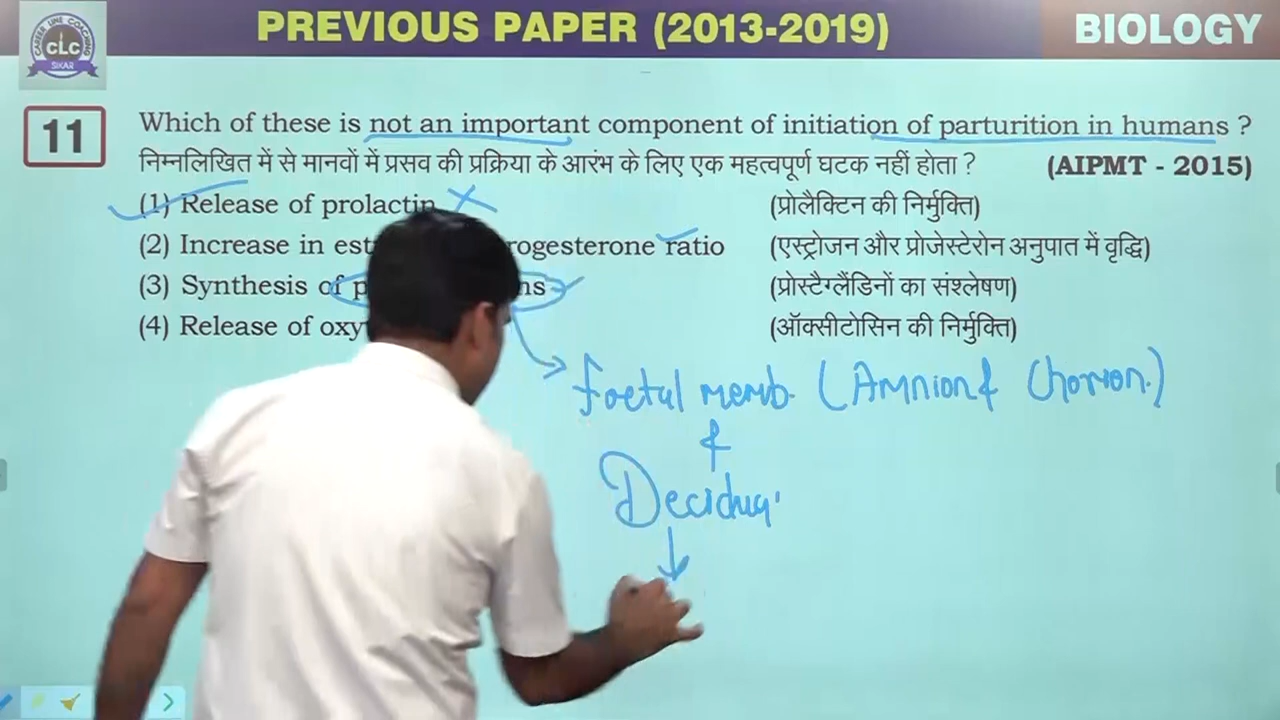 PREVIOUS PAPER (2013-2019)
BIOLOGY
CAREER LINE COACHING
CLC
SIKAR
11
Which of these is not an important component of initiation of parturition in humans ?
निम्नलिखित में से मानवों में प्रसव की प्रक्रिया के आरंभ के लिए एक महत्वपूर्ण घटक नहीं होता ? (AIPMT - 2015)
(1) Release of prolactin (प्रोलैक्टिन की निर्मुक्ति)
(2) Increase in est rogesterone ratio (एस्ट्रोजन और प्रोजेस्टेरोन अनुपात में वृद्धि)
(3) Synthesis of p ns (प्रोस्टैग्लैंडिनों का संश्लेषण)
(4) Release of oxy (ऑक्सीटोसिन की निर्मुक्ति)
Foetal memb. (Amnion & Chorion.)
&
Decidua